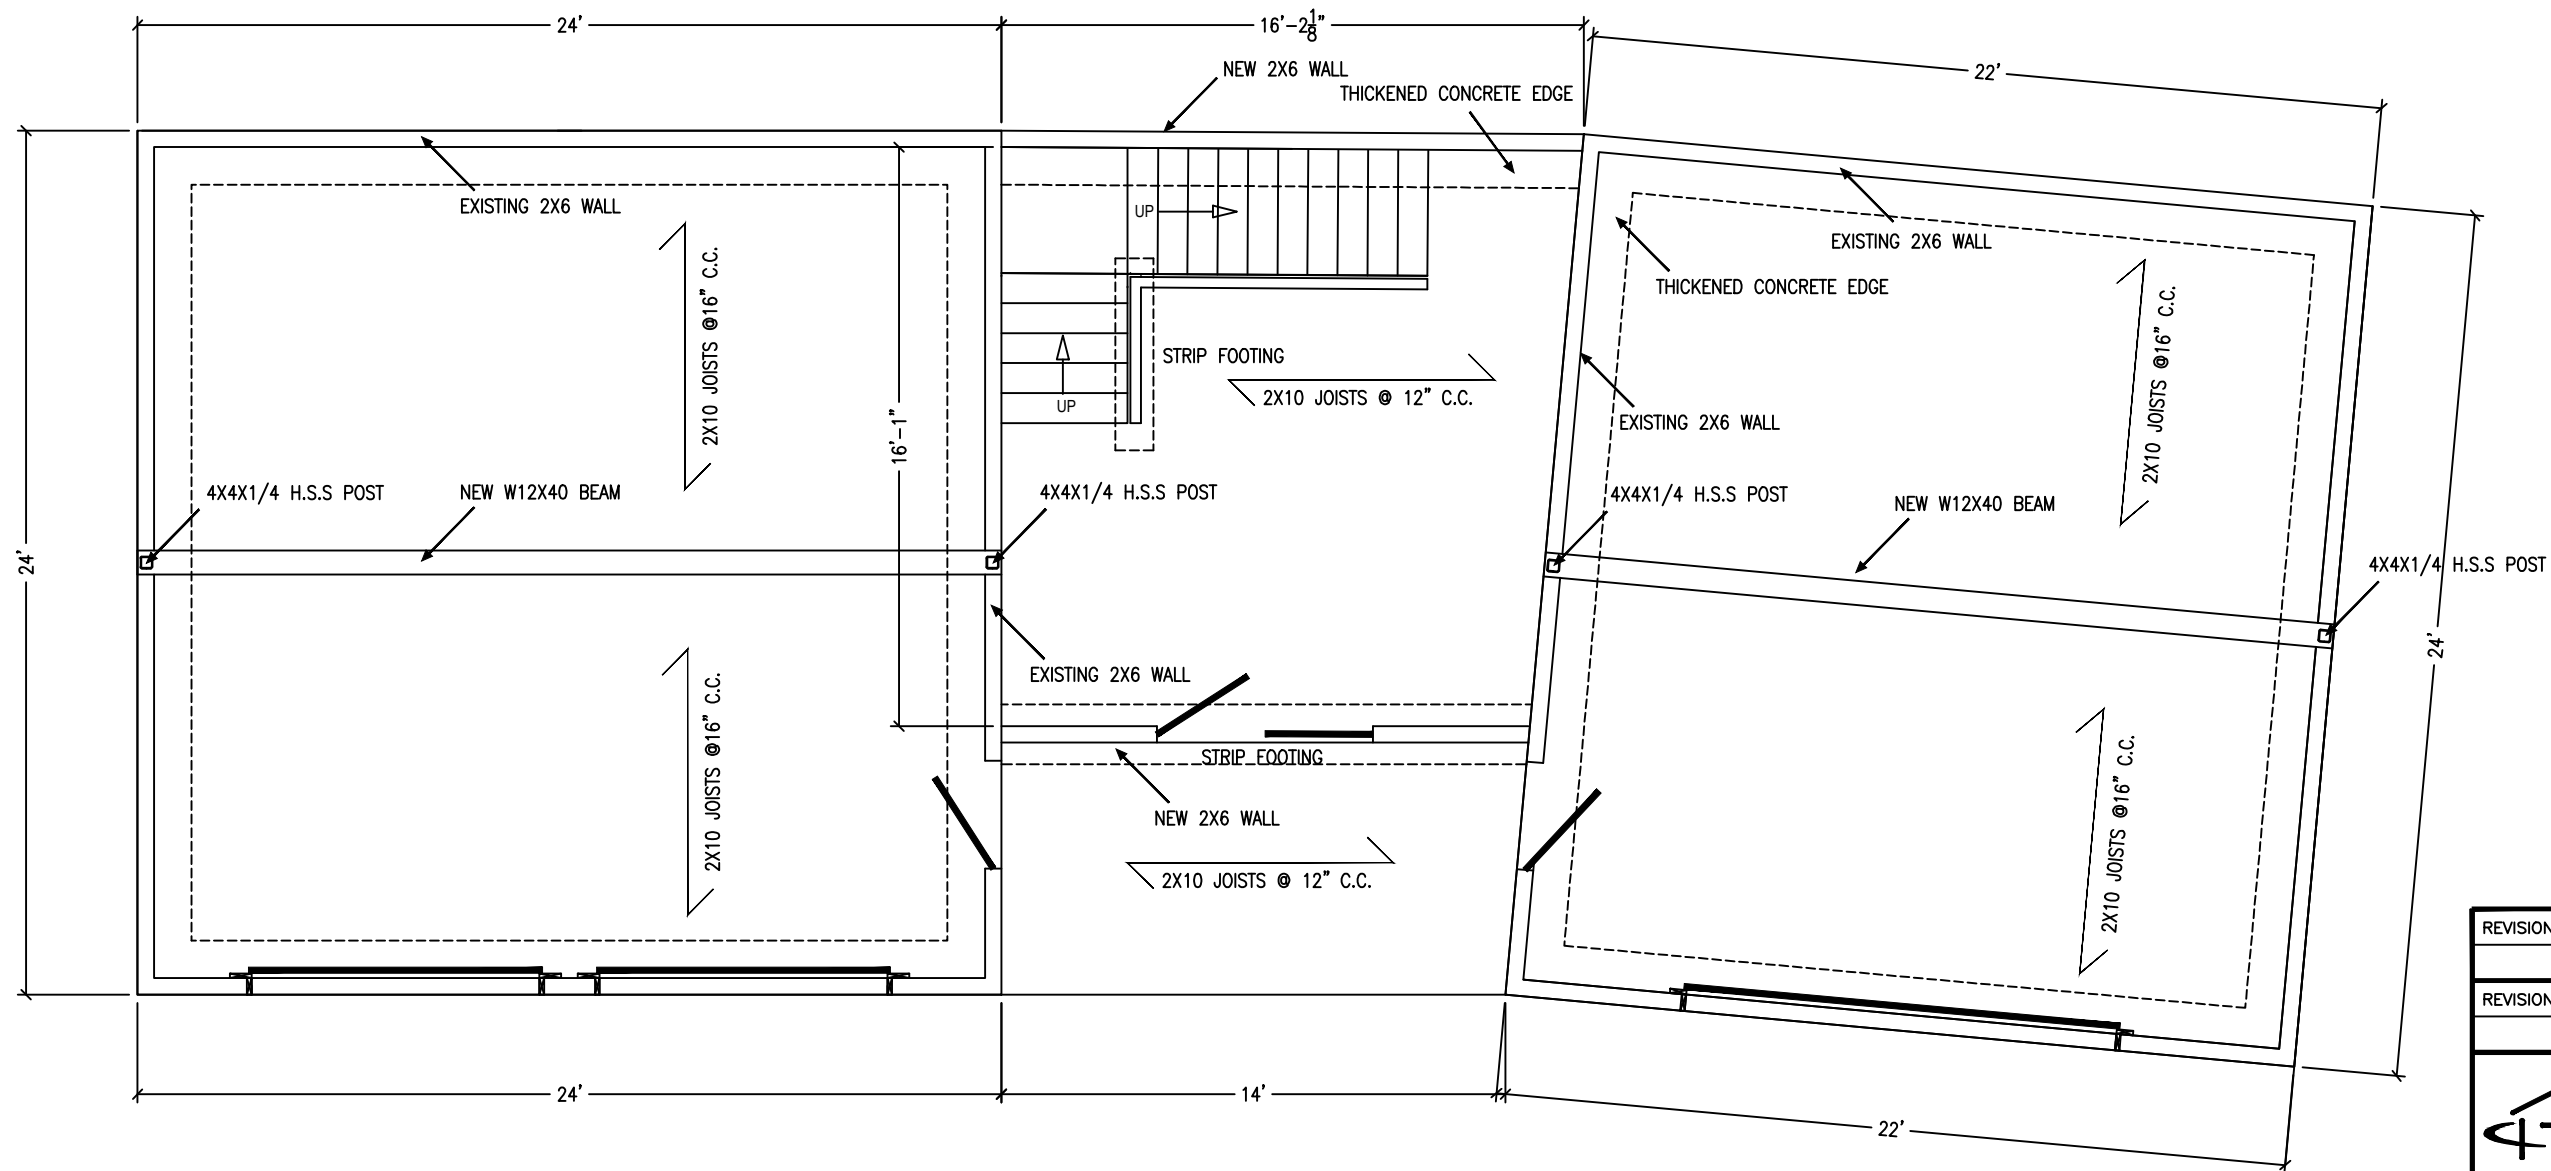 24'
16'-2 1/8"
NEW 2X6 WALL
THICKENED CONCRETE EDGE
22'
EXISTING 2X6 WALL
UP
EXISTING 2X6 WALL
THICKENED CONCRETE EDGE
2X10 JOISTS @16" C.C.
2X10 JOISTS @16" C.C.
STRIP FOOTING
2X10 JOISTS @ 12" C.C.
UP
EXISTING 2X6 WALL
16'-1"
4X4X1/4 H.S.S POST
NEW W12X40 BEAM
4X4X1/4 H.S.S POST
4X4X1/4 H.S.S POST
NEW W12X40 BEAM
24'
4X4X1/4 H.S.S POST
24'
EXISTING 2X6 WALL
2X10 JOISTS @16" C.C.
STRIP FOOTING
NEW 2X6 WALL
2X10 JOISTS @16" C.C.
2X10 JOISTS @ 12" C.C.
REVISION
REVISION
24'
14'
22'